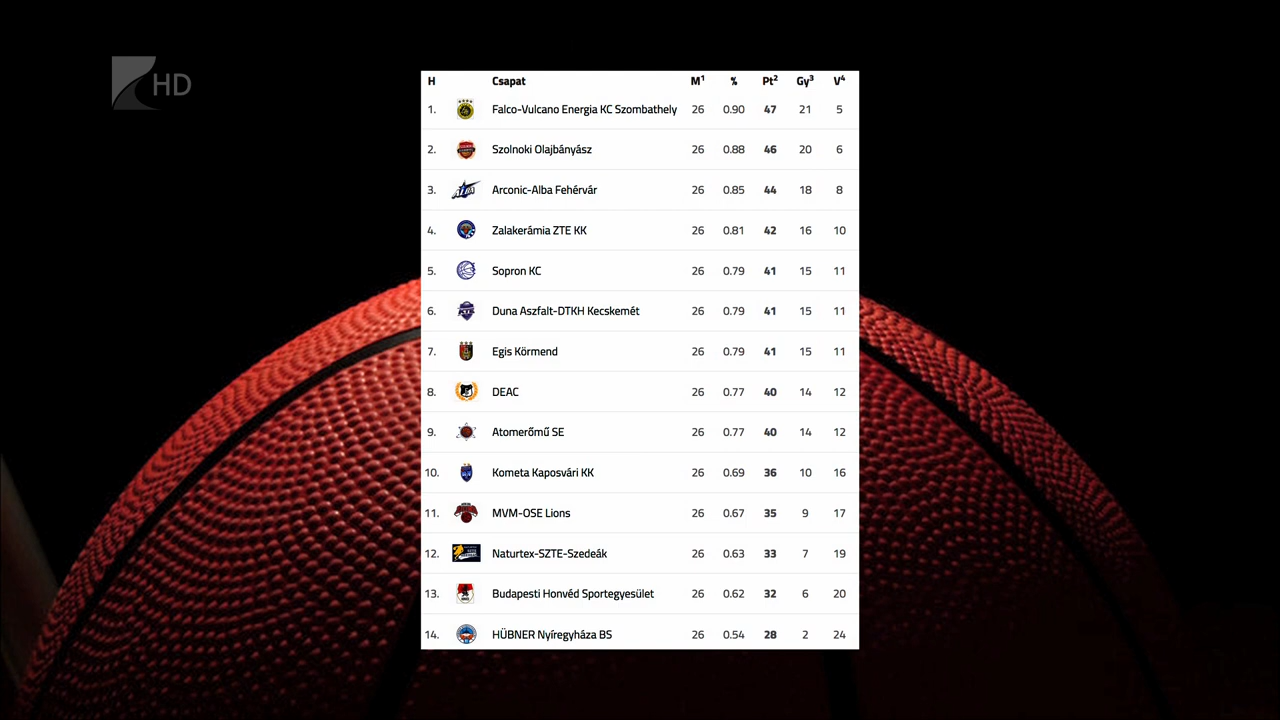 HD
H Csapat M¹ % Pt² Gy³ V⁴
1. Falco-Vulcano Energia KC Szombathely 26 0.90 47 21 5
2. Szolnoki Olajbányász 26 0.88 46 20 6
3. Arconic-Alba Fehérvár 26 0.85 44 18 8
4. Zalakerámia ZTE KK 26 0.81 42 16 10
5. Sopron KC 26 0.79 41 15 11
6. Duna Aszfalt-DTKH Kecskemét 26 0.79 41 15 11
7. Egis Körmend 26 0.79 41 15 11
8. DEAC 26 0.77 40 14 12
9. Atomerőmű SE 26 0.77 40 14 12
10. Kometa Kaposvári KK 26 0.69 36 10 16
11. MVM-OSE Lions 26 0.67 35 9 17
12. Naturtex-SZTE-Szedeák 26 0.63 33 7 19
13. Budapesti Honvéd Sportegyesület 26 0.62 32 6 20
14. HÜBNER Nyíregyháza BS 26 0.54 28 2 24